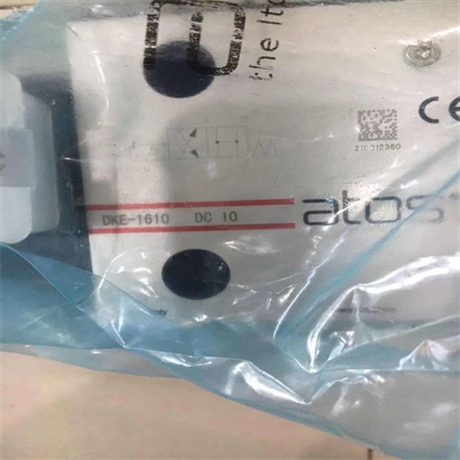 the Ita
210312360
CE
DKE-1610 DC 10
atos